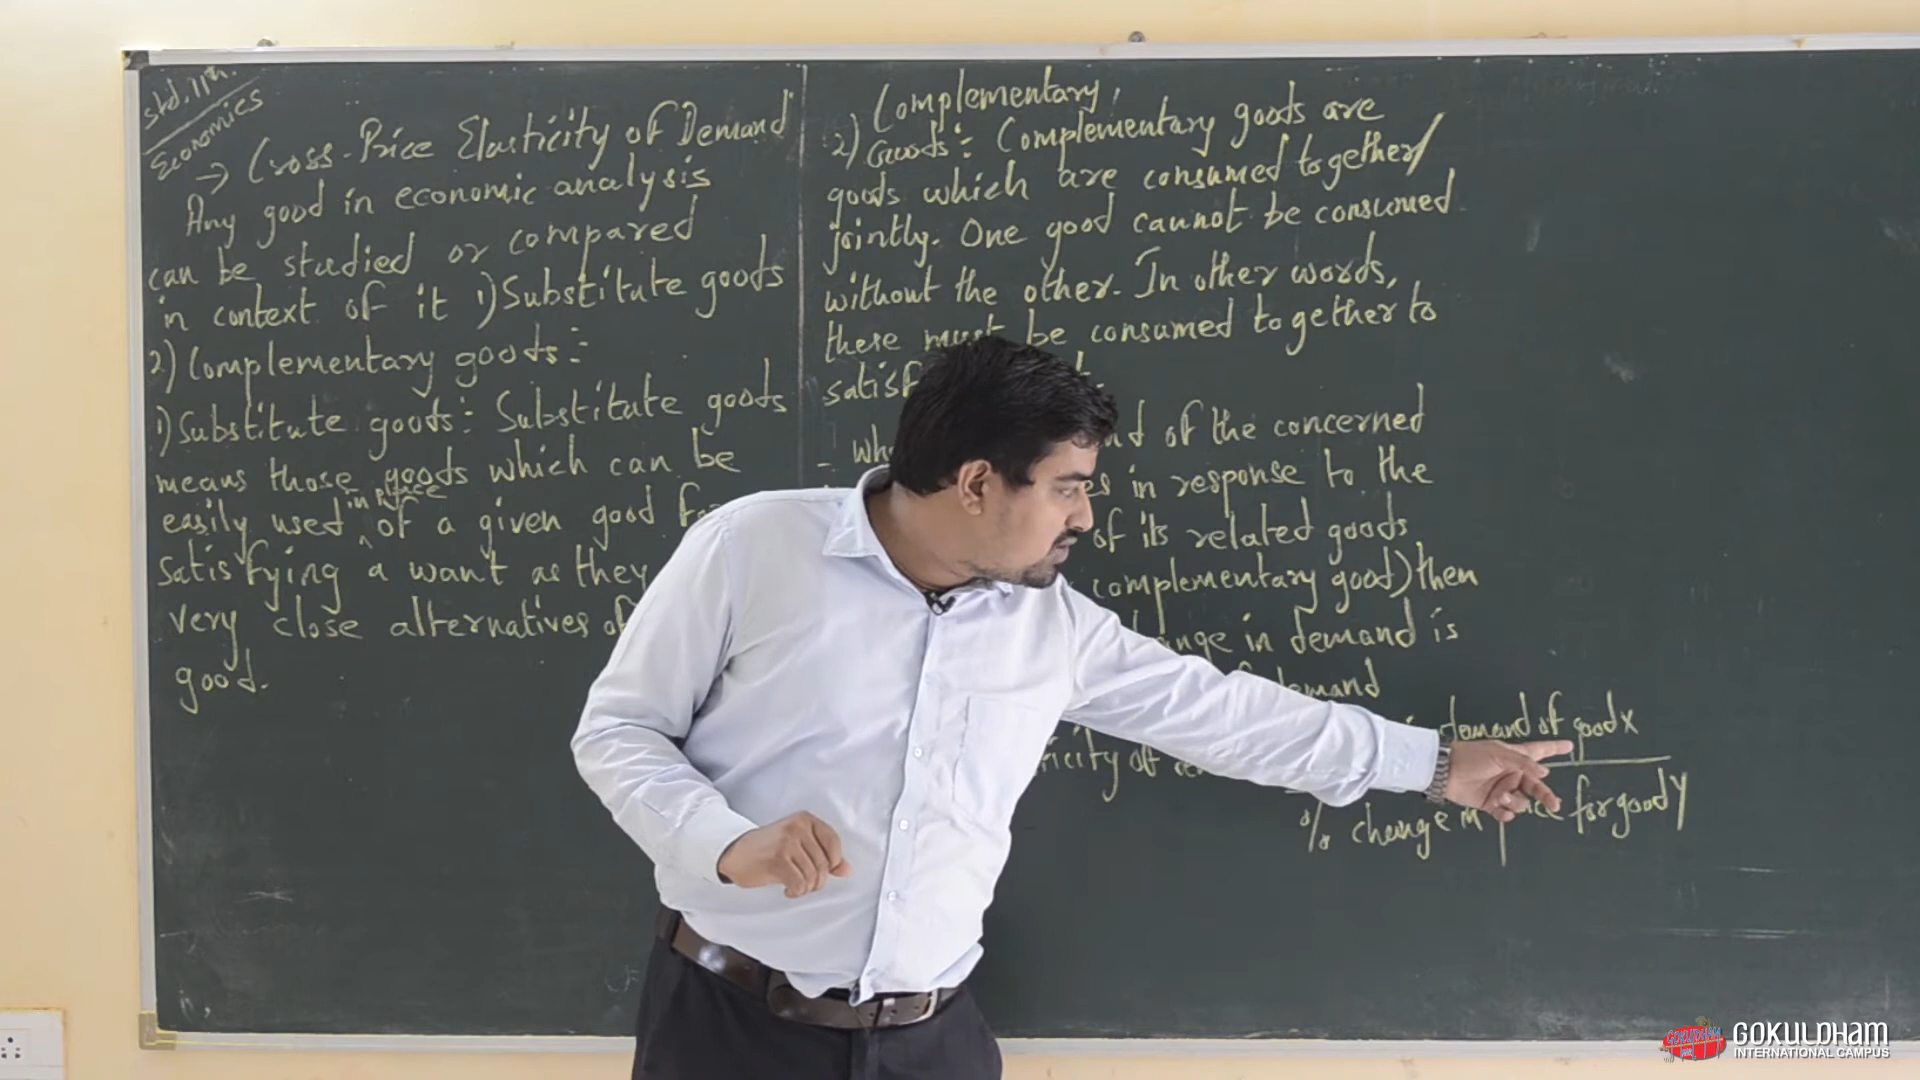 Std. 11th.
Economics
→ Cross-Price Elasticity of Demand
Any good in economic analysis
can be studied or compared
in context of it 1) Substitute goods
2) Complementary goods:-
1) Substitute goods: Substitute goods
means those goods which can be
in place
easily used ^ of a given good
satisfying a want as they
very close alternatives of
good.
Complementary
2) Goods: Complementary goods are
goods which are consumed together/
jointly. One good cannot be consumed
without the other. In other words,
these must be consumed together to
of the concerned
in response to the
of its related goods
complementary good) then
in demand is
demand
of
demand of good x
% change in for good y
GOKULDHAM
INTERNATIONAL CAMPUS